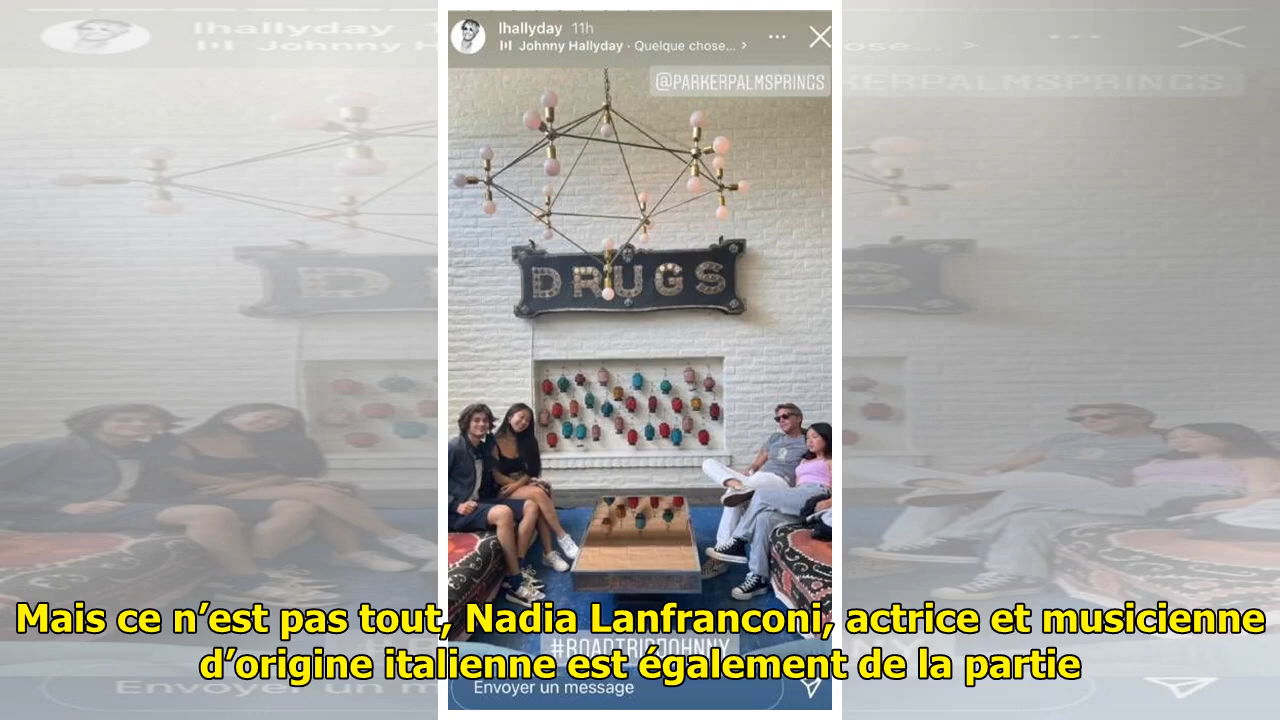 lhallyday 11h
Johnny Hallyday · Quelque chose... >
@PARKERPALMSPRINGS
DRUGS
#ROADTRIPJOHNNY
Mais ce n’est pas tout, Nadia Lanfranconi, actrice et musicienne
d’origine italienne est également de la partie
Envoyer un message